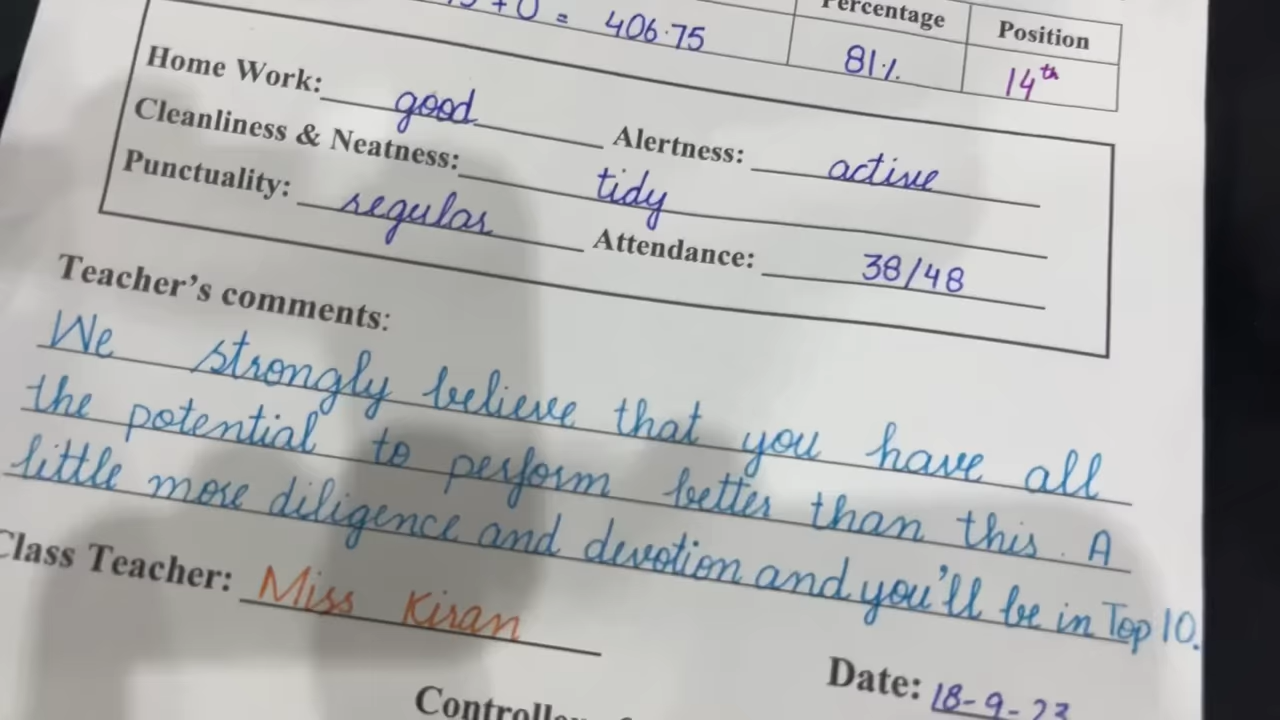 +0 = 406.75
Percentage
81%
Position
14th
Home Work: good
Alertness: active
Cleanliness & Neatness: tidy
Punctuality: regular
Attendance: 38/48
Teacher's comments:
We strongly believe that you have all
the potential to perform better than this. A
little more diligence and devotion and you'll be in Top 10.
Class Teacher: Miss Kiran
Date: 18-9-23